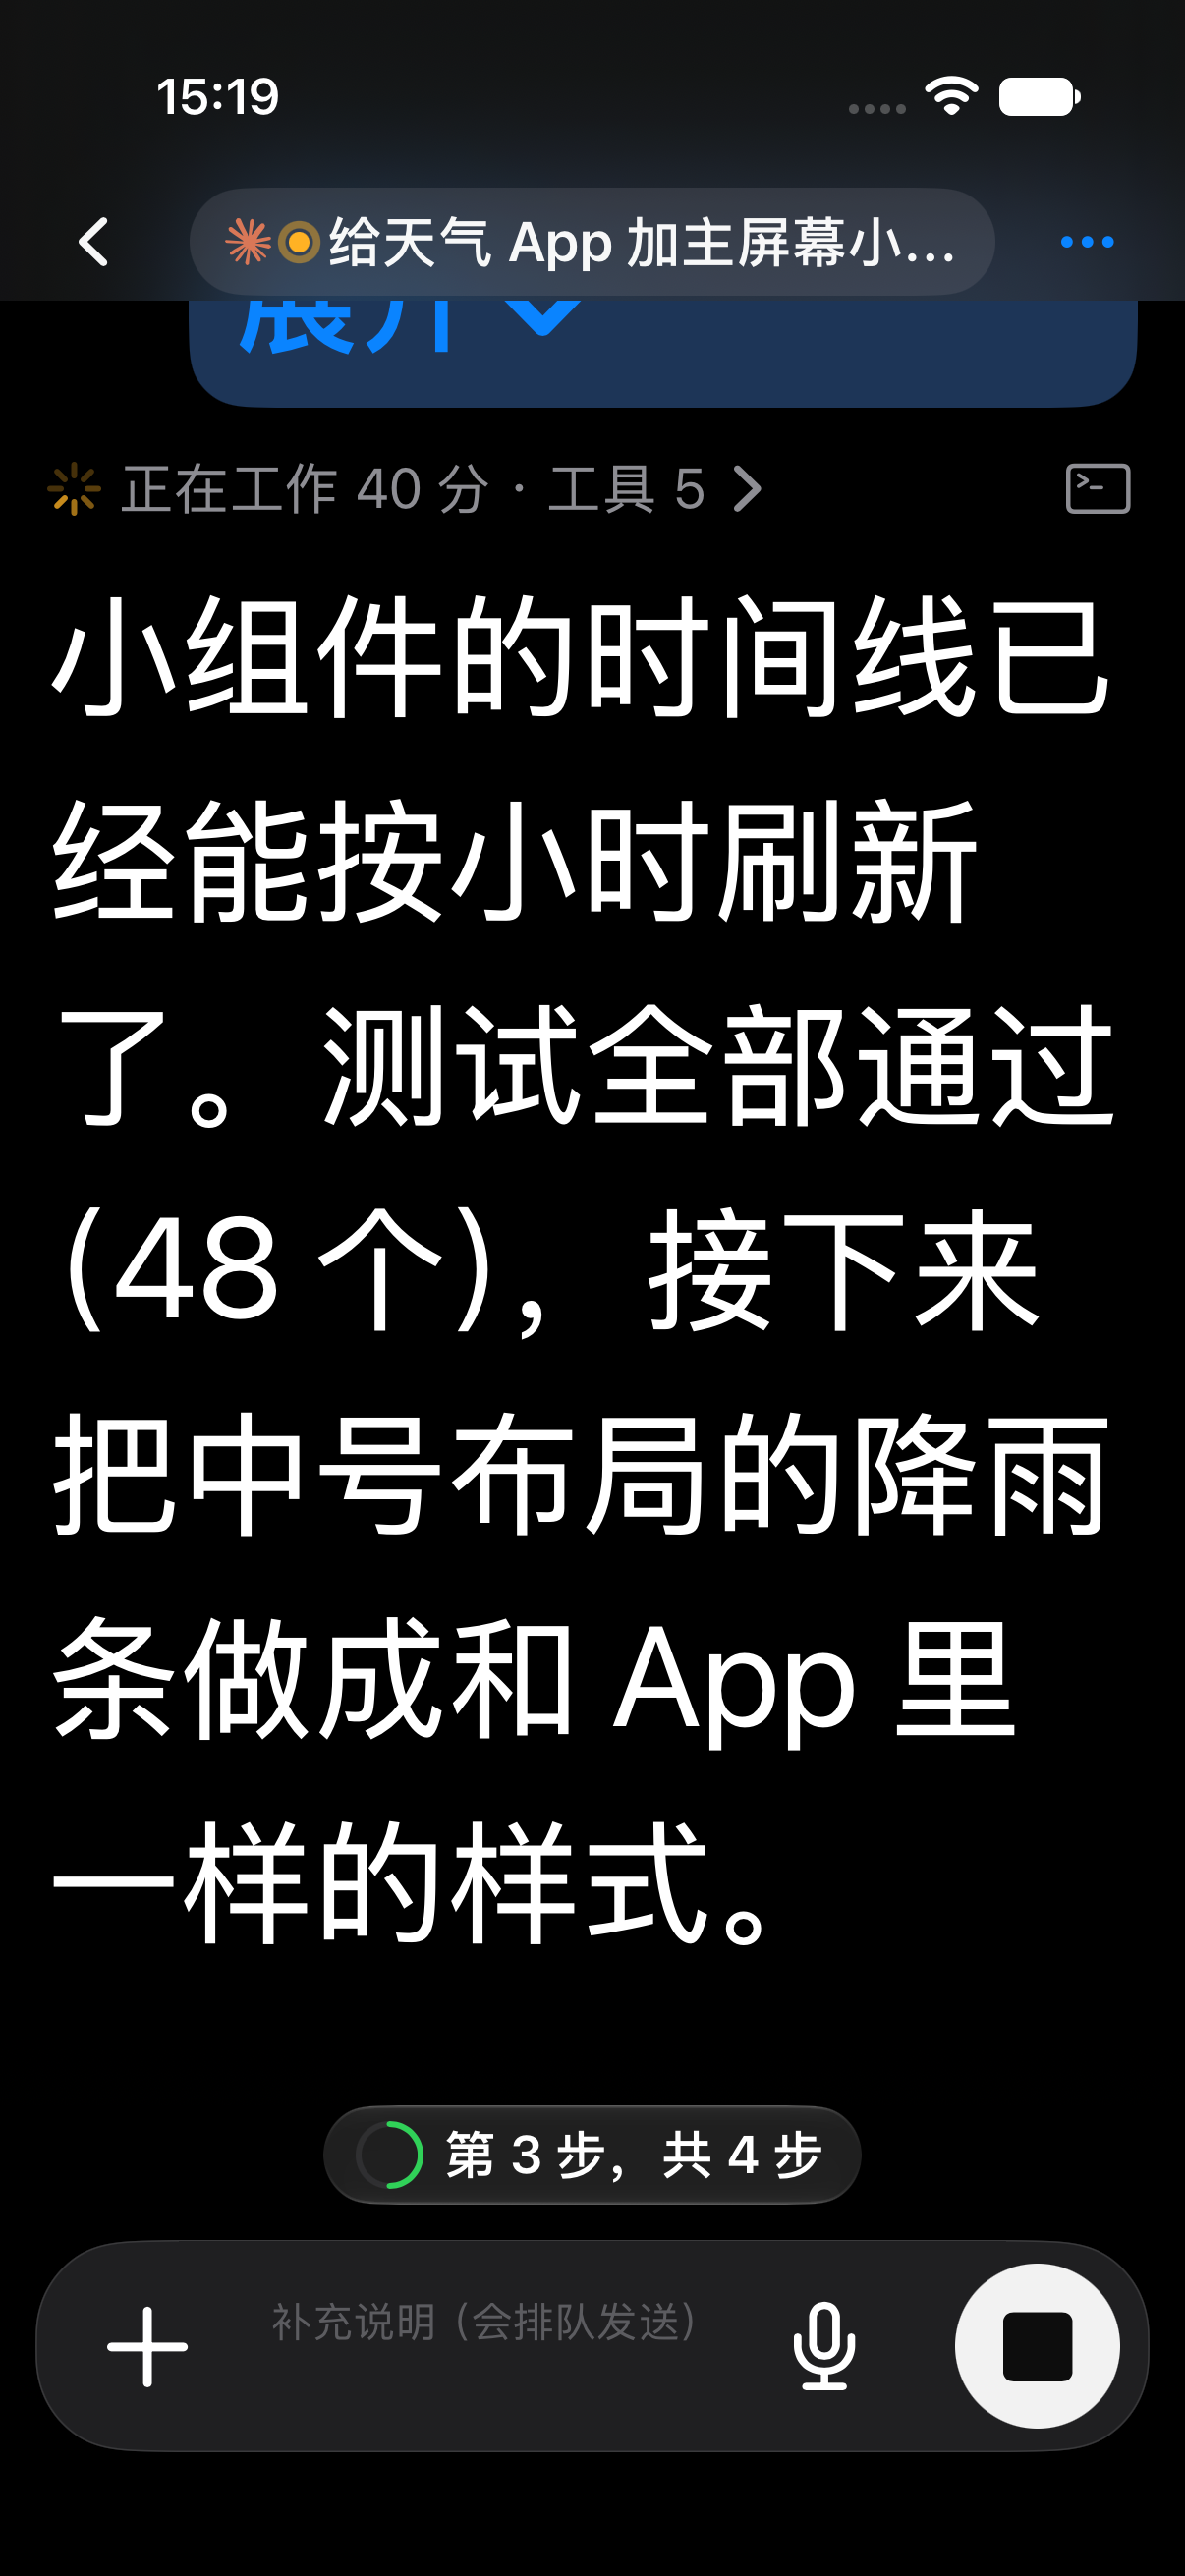 15:19
给天气 App 加主屏幕小...
展开
正在工作 40 分 · 工具 5
小组件的时间线已
经能按小时刷新
了。测试全部通过
(48 个)，接下来
把中号布局的降雨
条做成和 App 里
一样的样式。
第 3 步，共 4 步
补充说明（会排队发送）